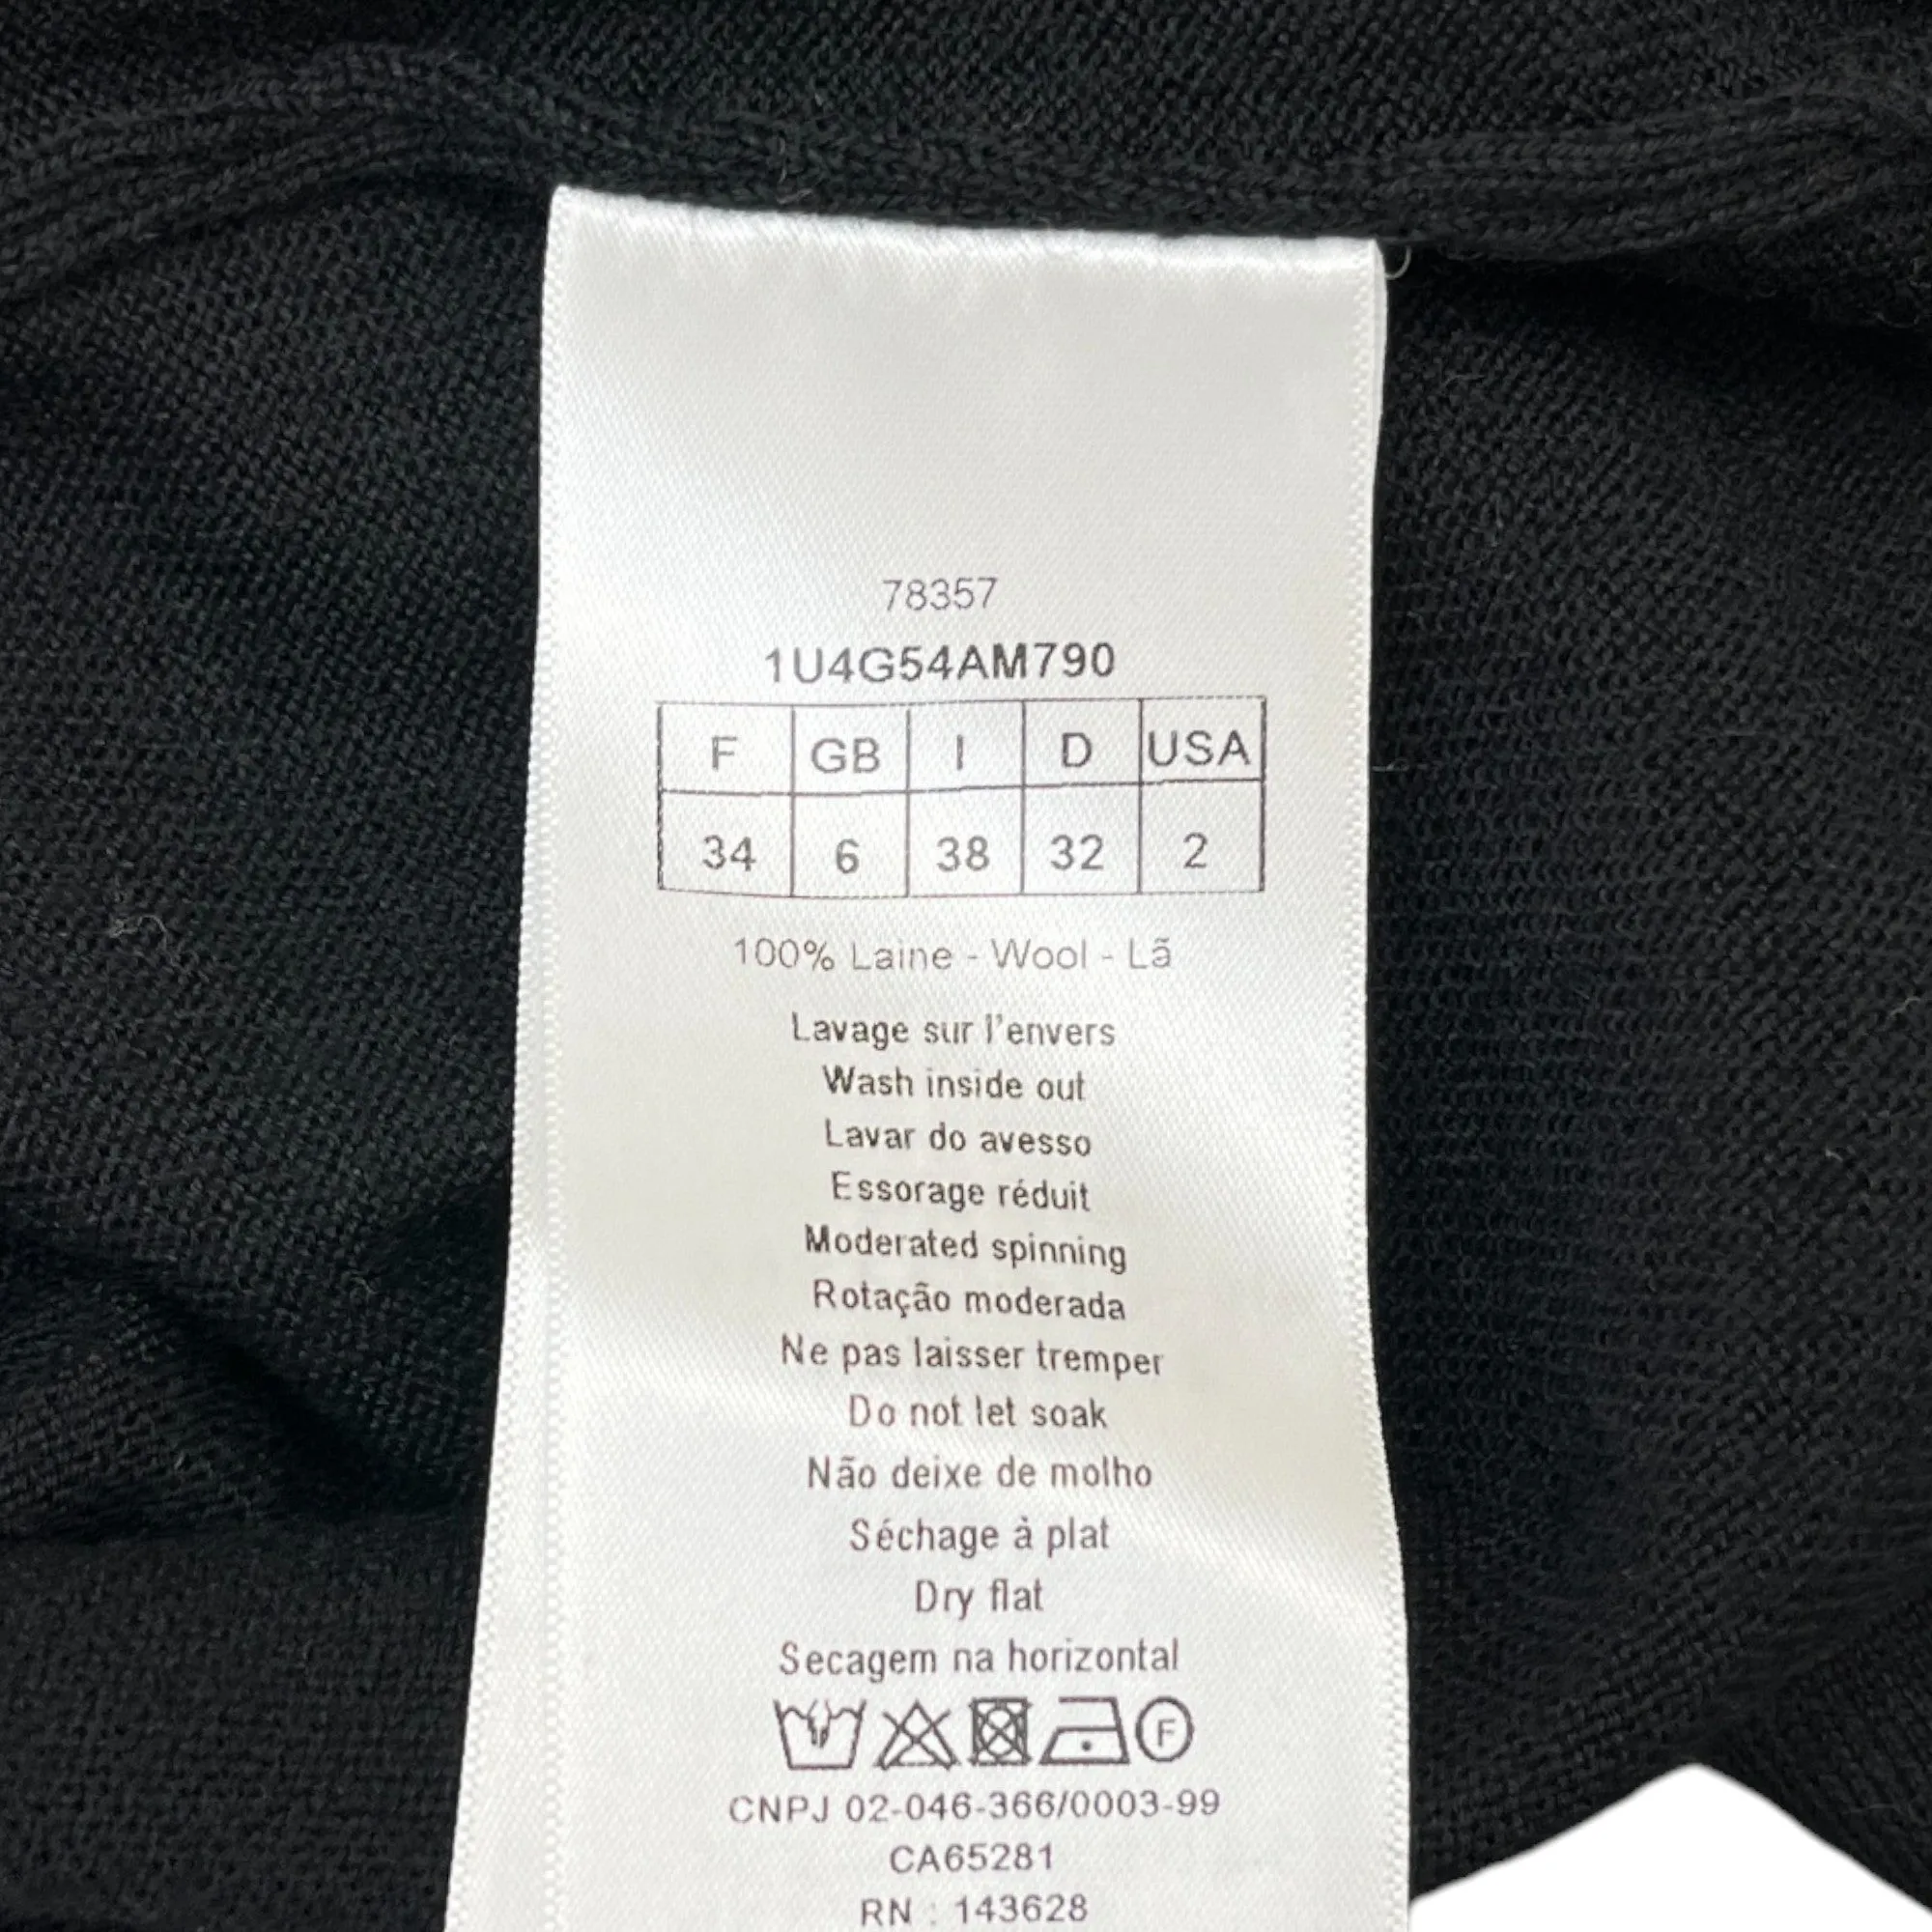 78357
1U4G54AM790
F GB I D USA
34 6 38 32 2
100% Laine - Wool - Lã
Lavage sur l'envers
Wash inside out
Lavar do avesso
Essorage réduit
Moderated spinning
Rotação moderada
Ne pas laisser tremper
Do not let soak
Não deixe de molho
Séchage à plat
Dry flat
Secagem na horizontal
F
CNPJ 02-046-366/0003-99
CA65281
RN : 143628